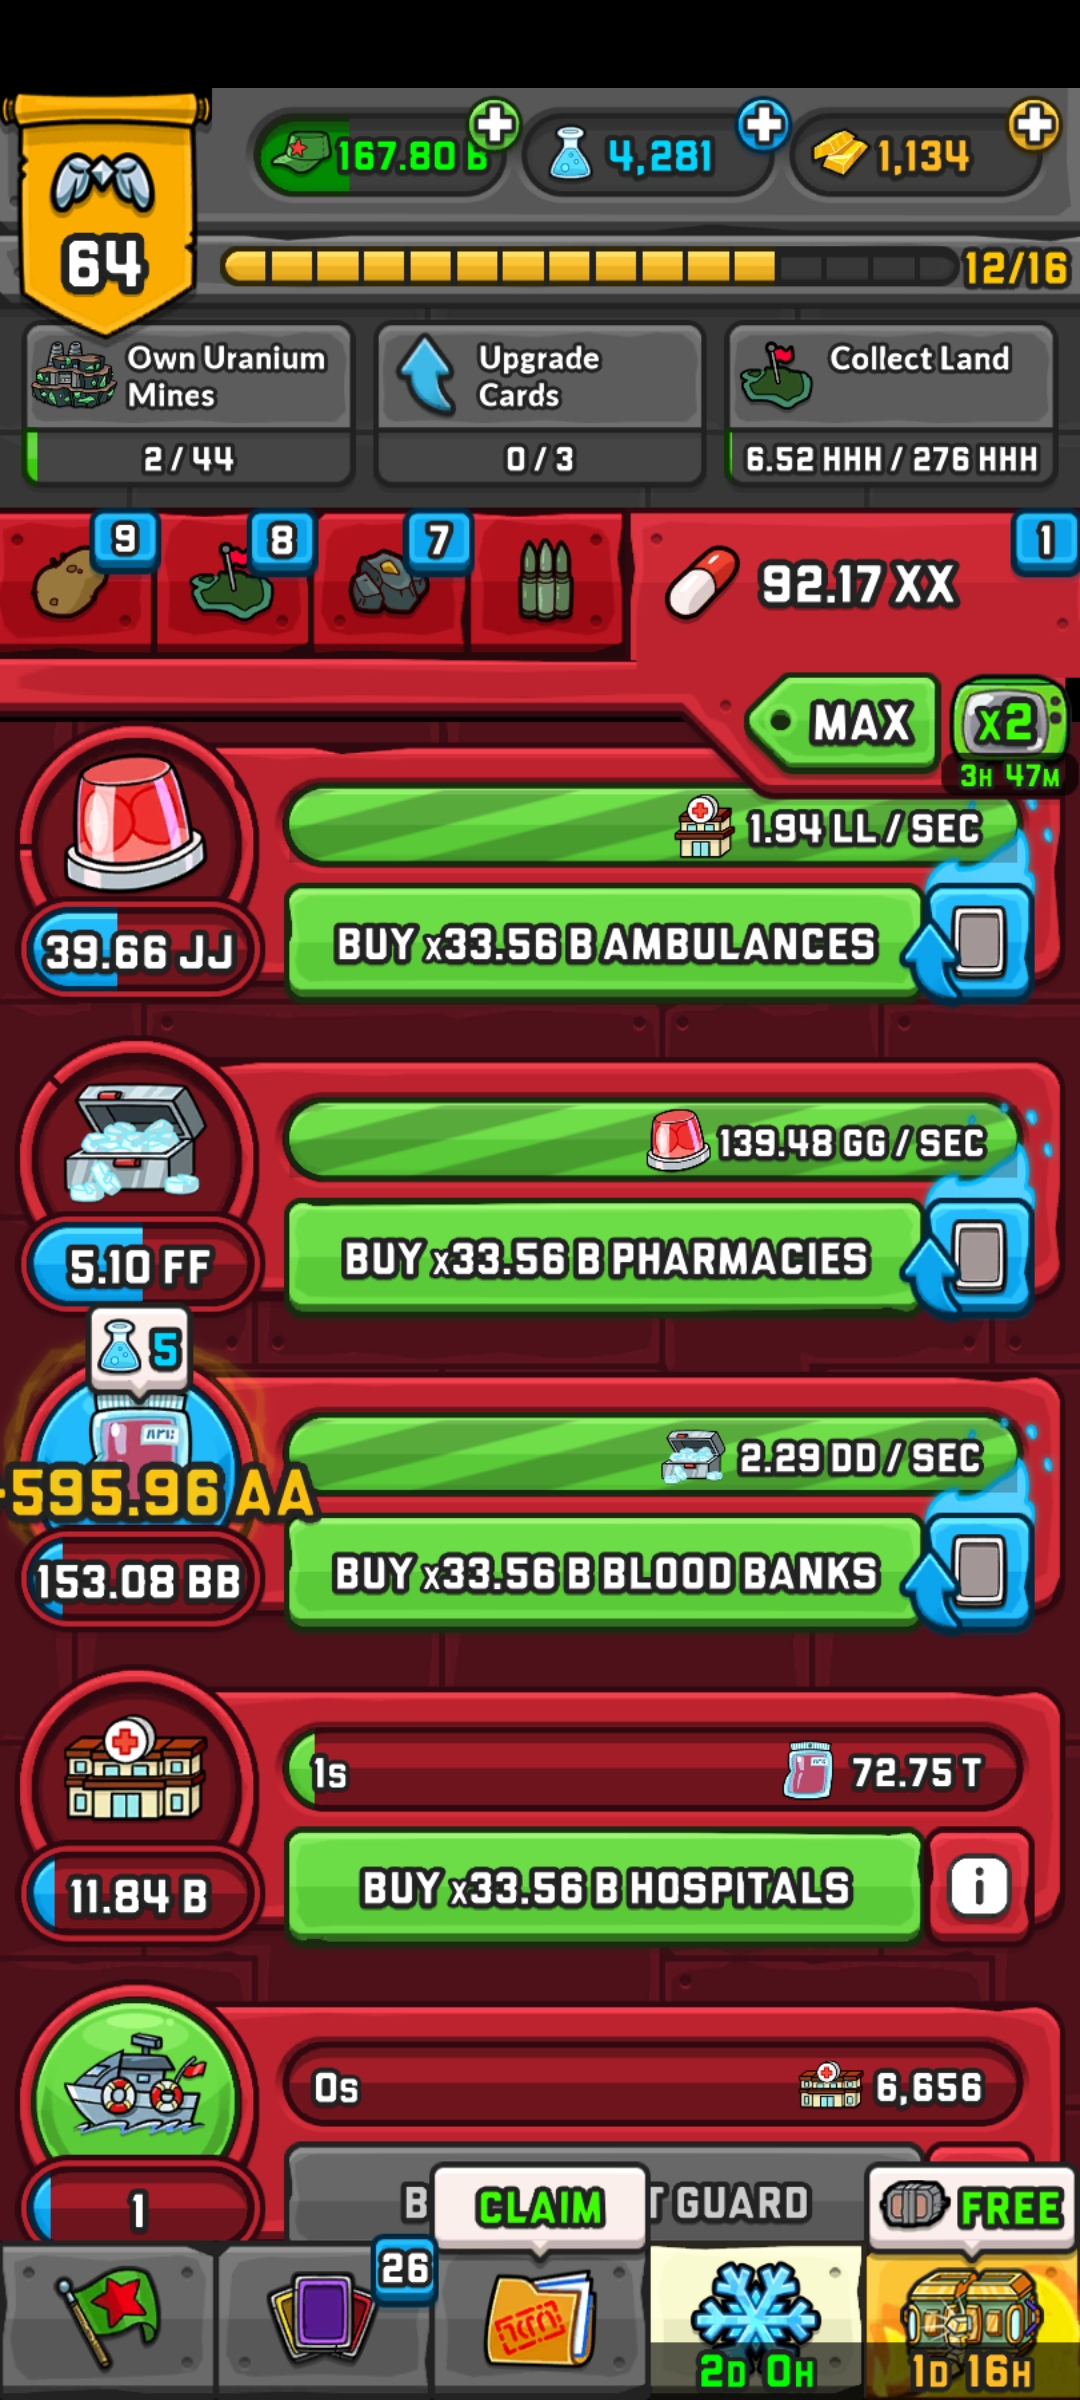 167.80 B
4,281
1,134
64
12/16
Own Uranium
Mines
2 / 44
Upgrade
Cards
0 / 3
Collect Land
6.52 HHH / 276 HHH
9
8
7
92.17 XX
1
MAX
x2
3H 47M
1.94 LL / SEC
39.66 JJ
BUY x33.56 B AMBULANCES
139.48 GG / SEC
5.10 FF
BUY x33.56 B PHARMACIES
5
2.29 DD / SEC
595.96 AA
153.08 BB
BUY x33.56 B BLOOD BANKS
1s
72.75 T
11.84 B
BUY x33.56 B HOSPITALS
i
0s
6,656
1
B
T GUARD
CLAIM
FREE
26
2D 0H
1D 16H